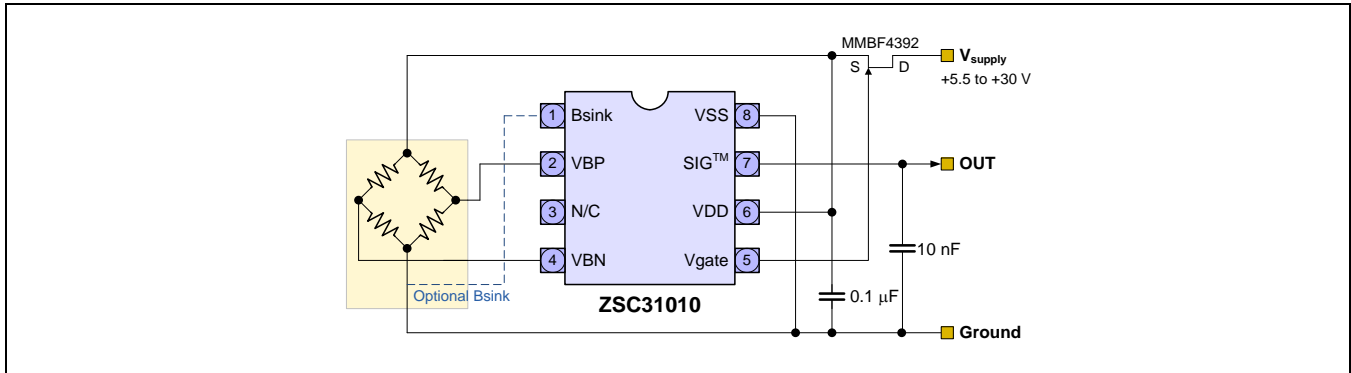 MMBF4392
S D
Vsupply
+5.5 to +30 V
1 Bsink
VSS 8
2 VBP
SIG™ 7
OUT
3 N/C
VDD 6
4 VBN
Vgate 5
10 nF
Optional Bsink
0.1 μF
ZSC31010
Ground